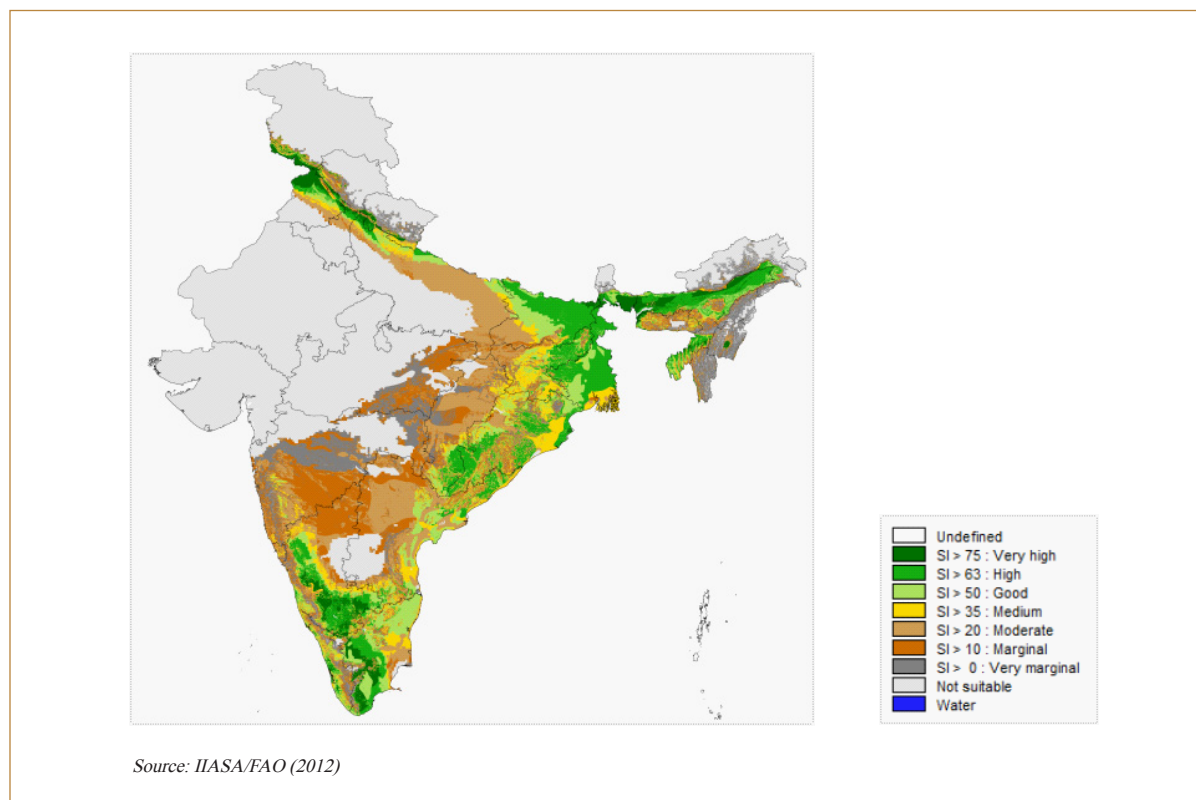 Undefined
SI > 75 : Very high
SI > 63 : High
SI > 50 : Good
SI > 35 : Medium
SI > 20 : Moderate
SI > 10 : Marginal
SI >  0 : Very marginal
Not suitable
Water
Source: IIASA/FAO (2012)